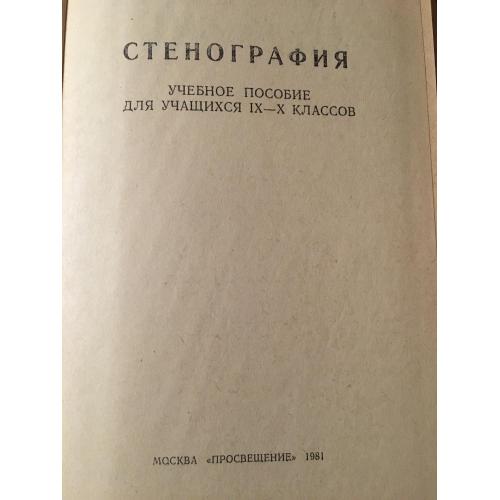 СТЕНОГРАФИЯ
УЧЕБНОЕ ПОСОБИЕ
ДЛЯ УЧАЩИХСЯ IX—X КЛАССОВ
МОСКВА «ПРОСВЕЩЕНИЕ» 1981